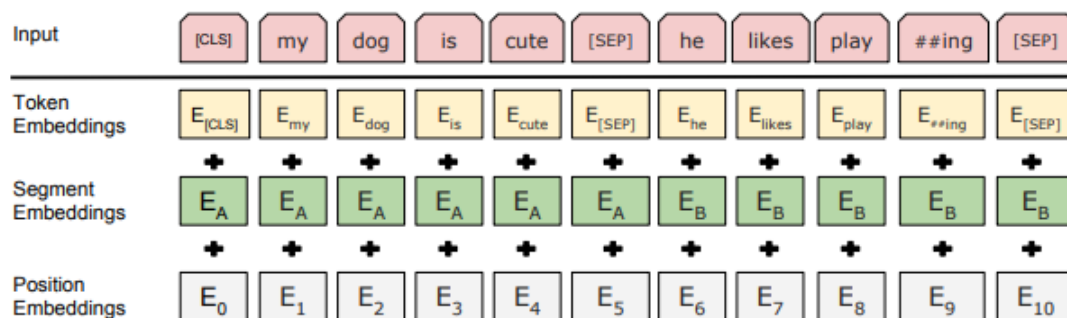 Input [CLS] my dog is cute [SEP] he likes play ##ing [SEP]
Token
Embeddings E[CLS] Emy Edog Eis Ecute E[SEP] Ehe Elikes Eplay E##ing E[SEP]
Segment
Embeddings EA EA EA EA EA EA EB EB EB EB EB
Position
Embeddings E0 E1 E2 E3 E4 E5 E6 E7 E8 E9 E10